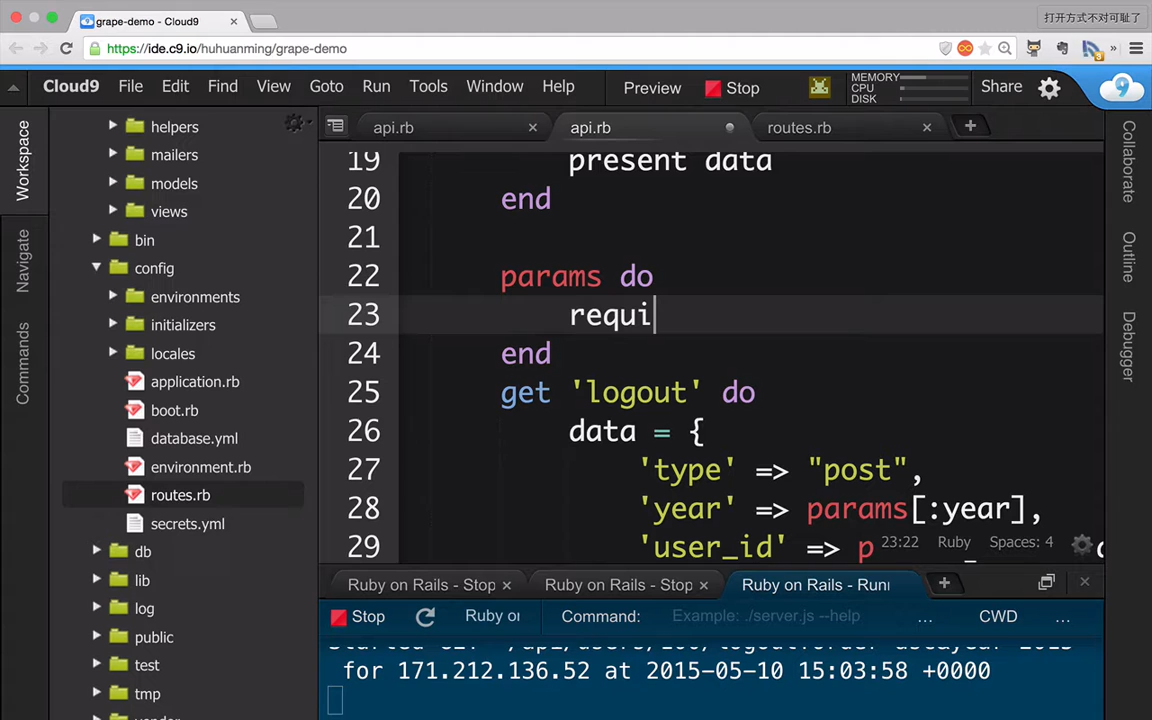 grape-demo - Cloud9
打开方式不对可耻了
https://ide.c9.io/huhuanming/grape-demo
Cloud9 File Edit Find View Goto Run Tools Window Help Preview Stop MEMORY CPU DISK Share
Workspace
Navigate
Commands
helpers
mailers
models
views
bin
config
environments
initializers
locales
application.rb
boot.rb
database.yml
environment.rb
routes.rb
secrets.yml
db
lib
log
public
test
tmp
api.rb api.rb routes.rb
19 present data
20 end
21
22 params do
23 requi
24 end
25 get 'logout' do
26 data = {
27 'type' => "post",
28 'year' => params[:year],
29 'user_id' => p
23:22 Ruby Spaces: 4
Collaborate
Outline
Debugger
Ruby on Rails - Stop Ruby on Rails - Stop Ruby on Rails - Runn
Stop Ruby or Command: Example: ./server.js --help ... CWD ...
for 171.212.136.52 at 2015-05-10 15:03:58 +0000